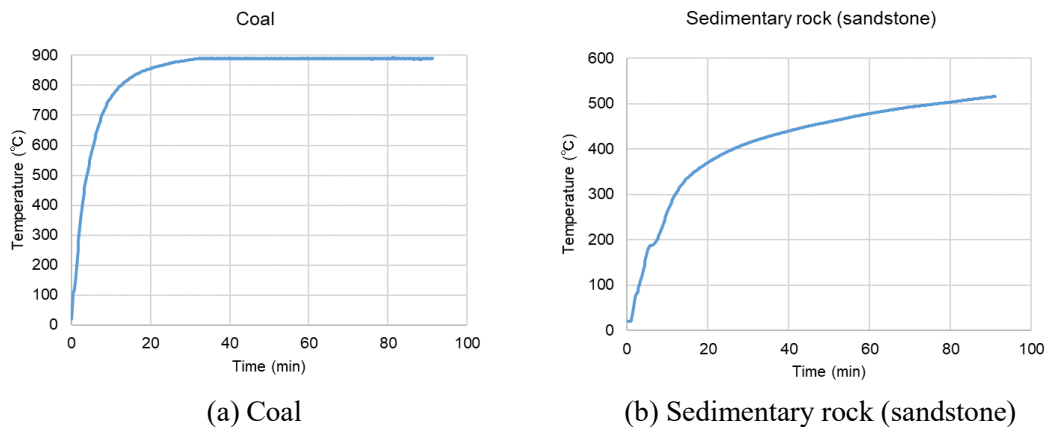 Coal
900
800
700
600
500
400
300
200
100
0
Temperature (℃)
0 20 40 60 80 100
Time (min)
(a) Coal
Sedimentary rock (sandstone)
600
500
400
300
200
100
0
Temperature (℃)
0 20 40 60 80 100
Time (min)
(b) Sedimentary rock (sandstone)